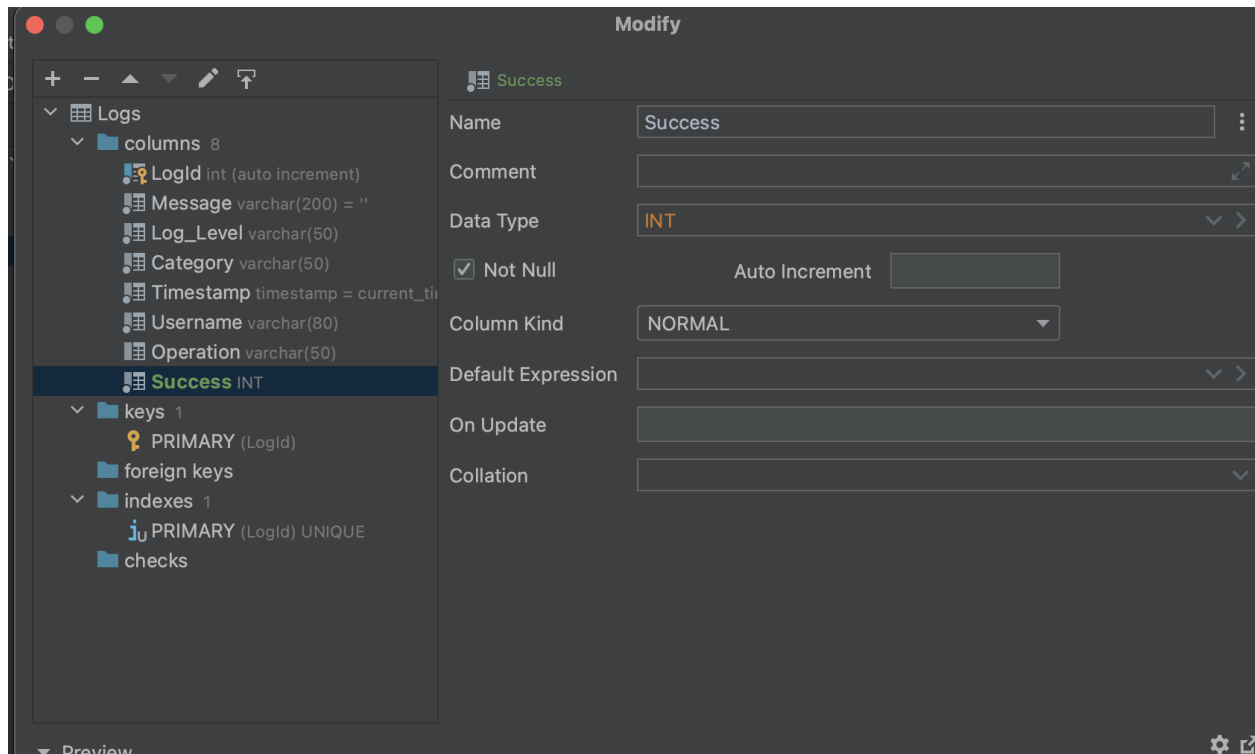 Modify
Success
Logs
Name
Success
columns 8
Comment
LogId int (auto increment)
Message varchar(200) = ''
Data Type
INT
Log_Level varchar(50)
Category varchar(50)
Not Null
Auto Increment
Timestamp timestamp = current_ti
Username varchar(80)
Column Kind
NORMAL
Operation varchar(50)
Success INT
Default Expression
keys 1
On Update
PRIMARY (LogId)
foreign keys
Collation
indexes 1
PRIMARY (LogId) UNIQUE
checks
Preview